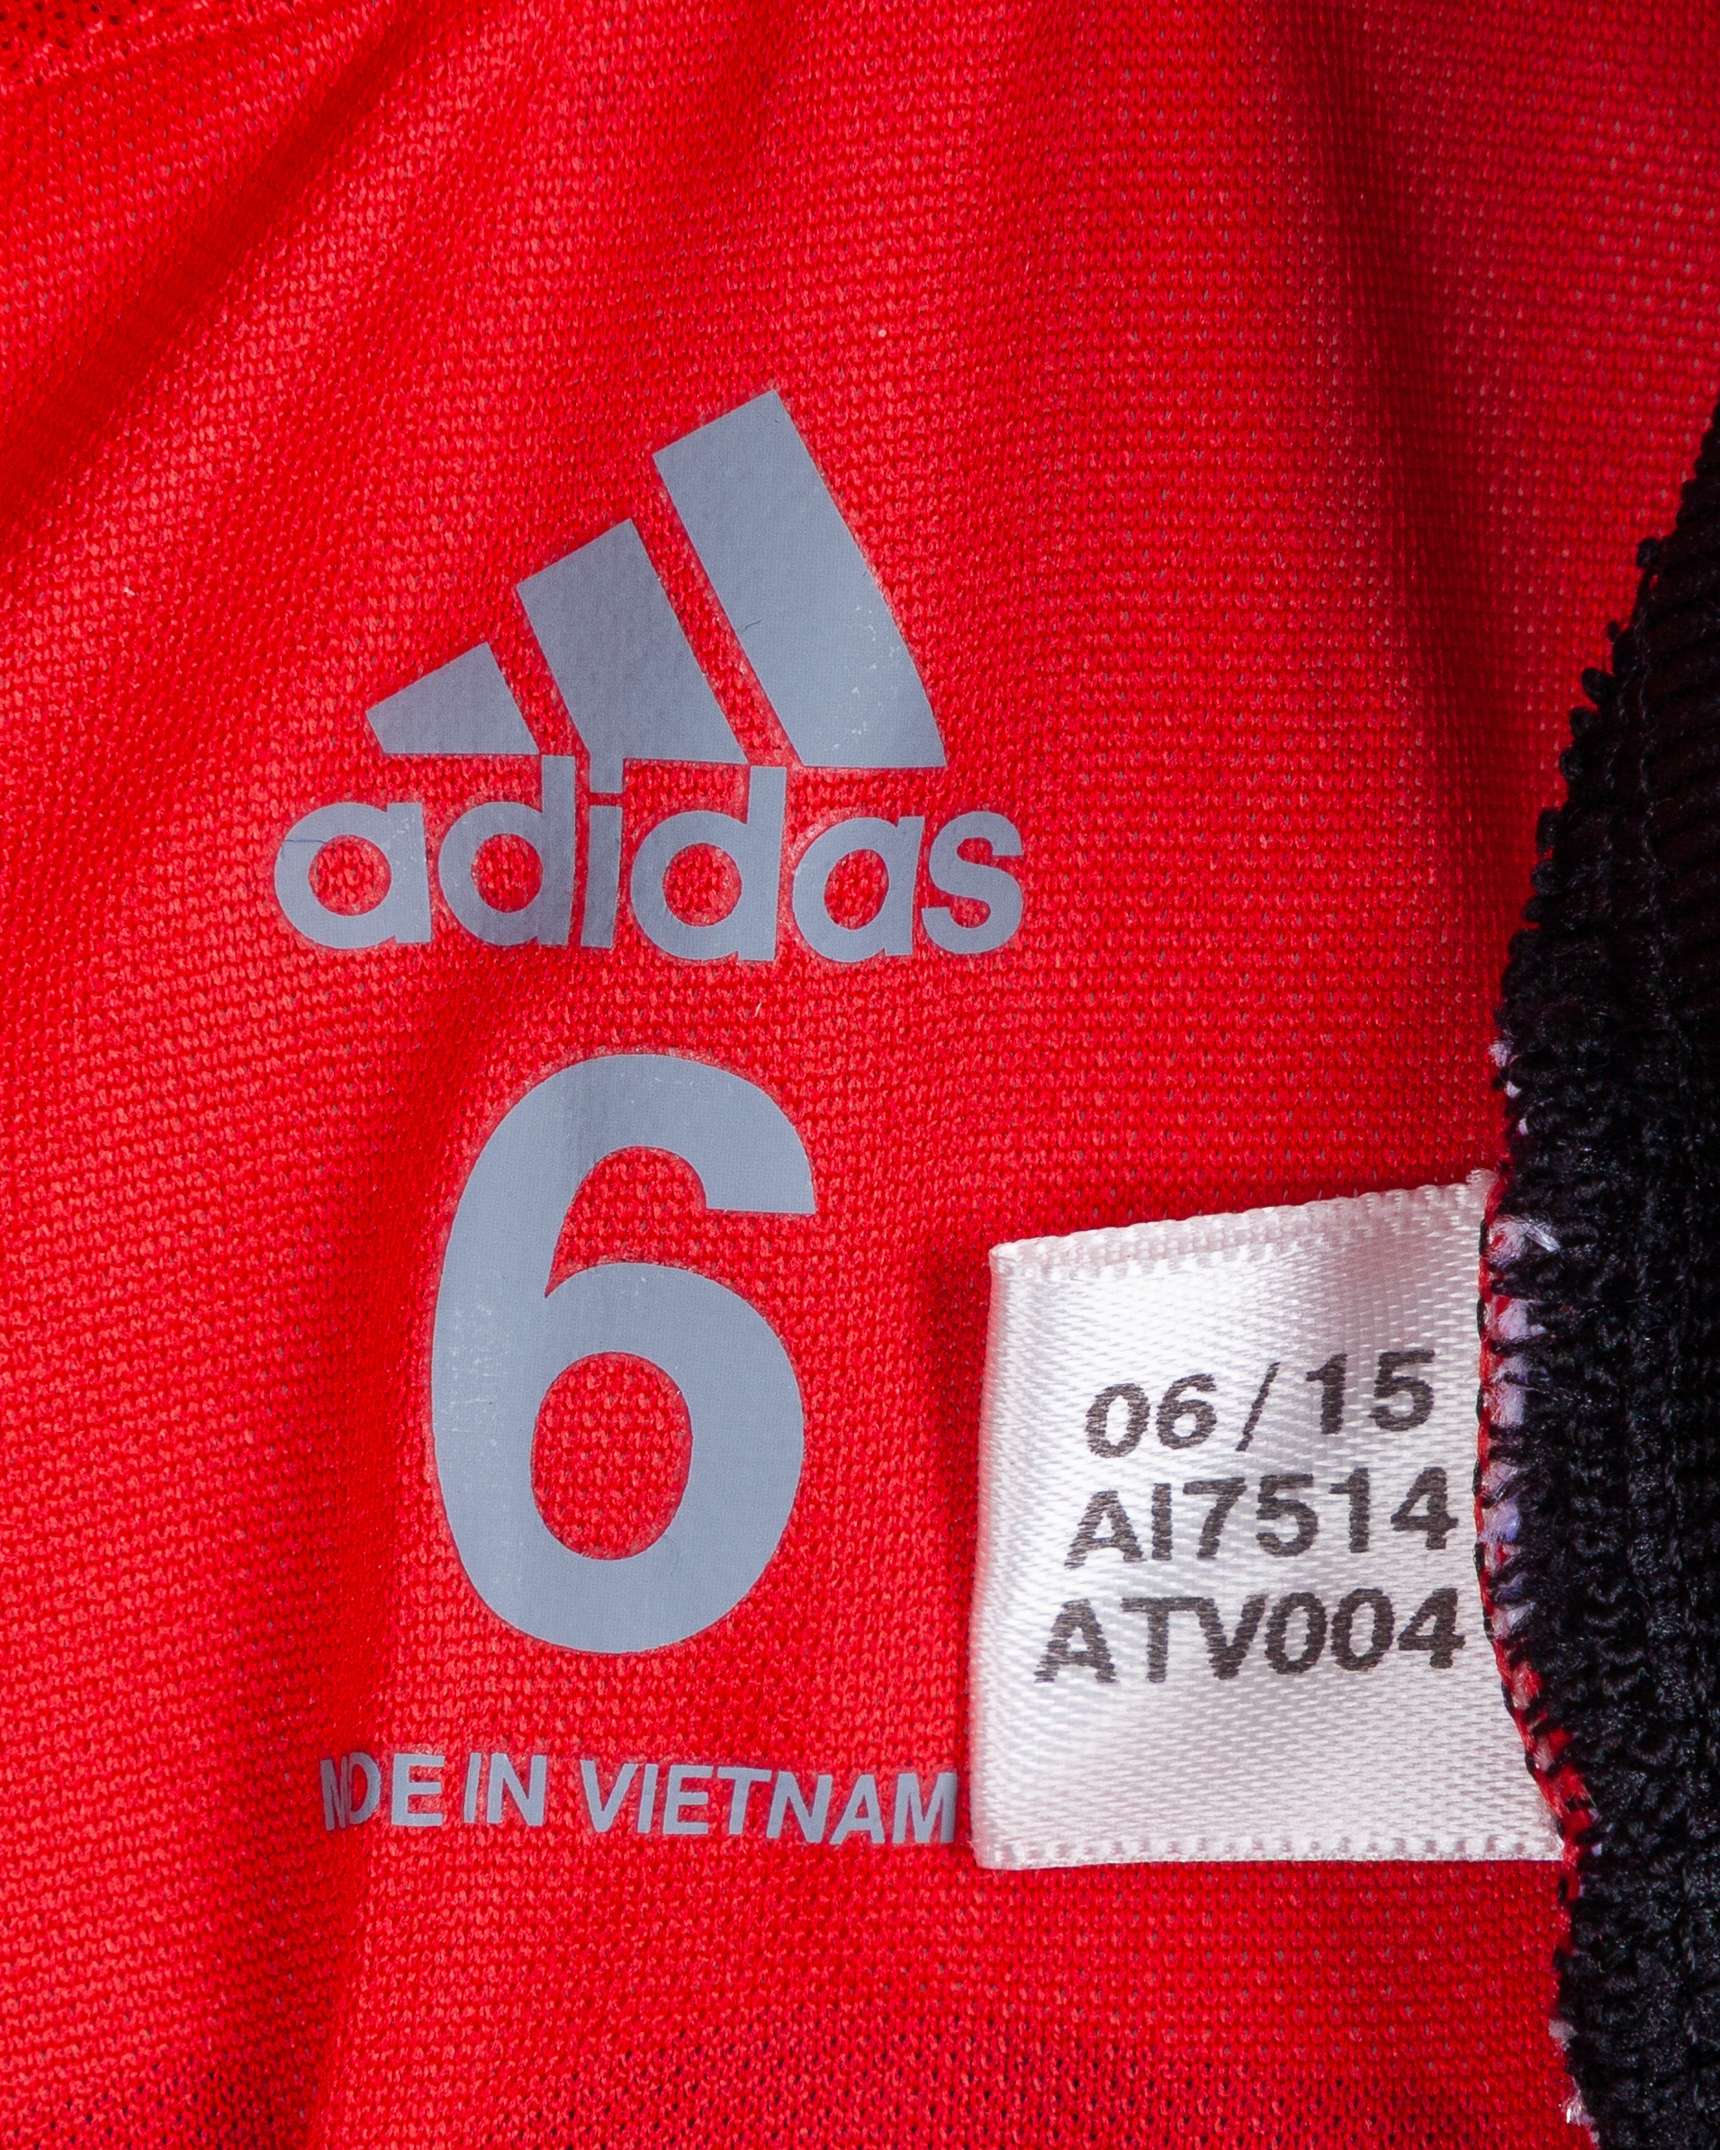 adidas
6
MADE IN VIETNAM
06/15
AI7514
ATV004